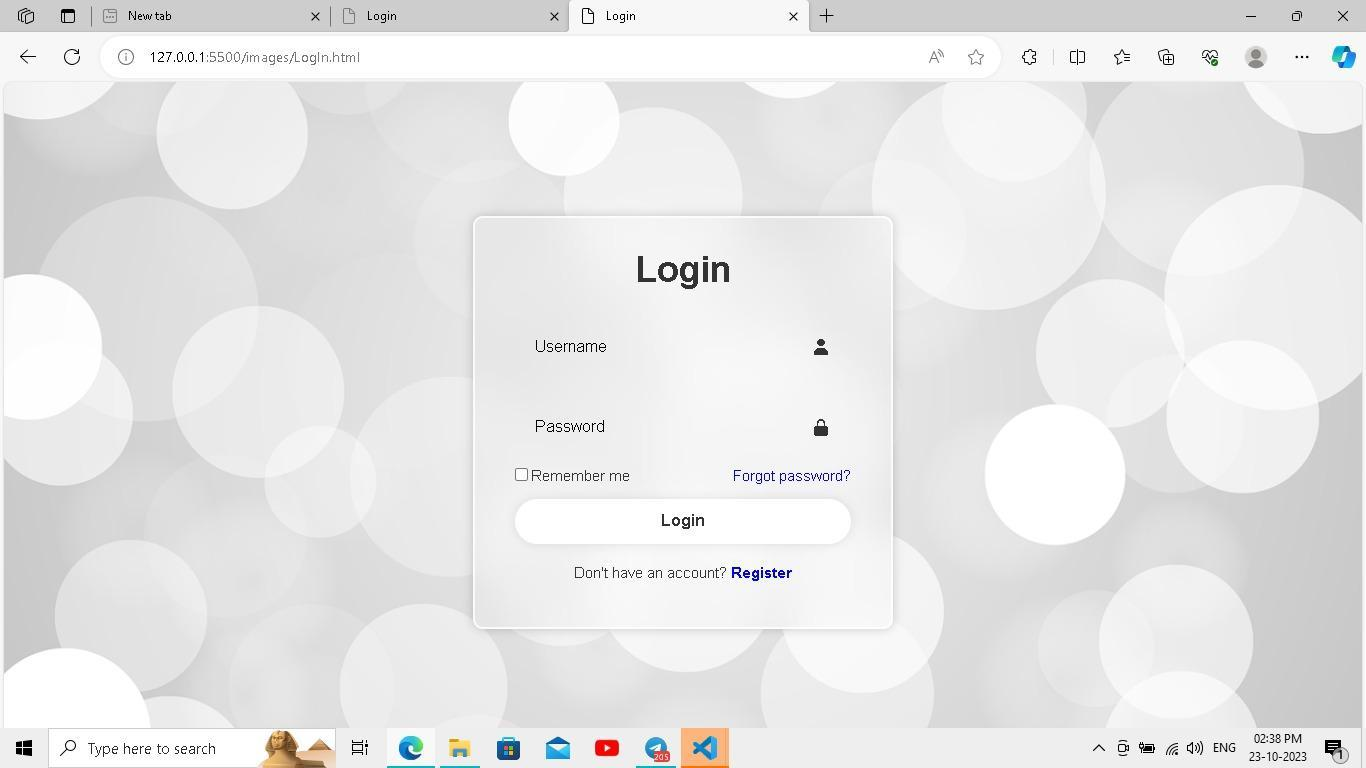 New tab
Login
Login
127.0.0.1:5500/images/LogIn.html
Login
Username
Password
Remember me
Forgot password?
Login
Don't have an account? Register
Type here to search
205
ENG
02:38 PM
23-10-2023
1